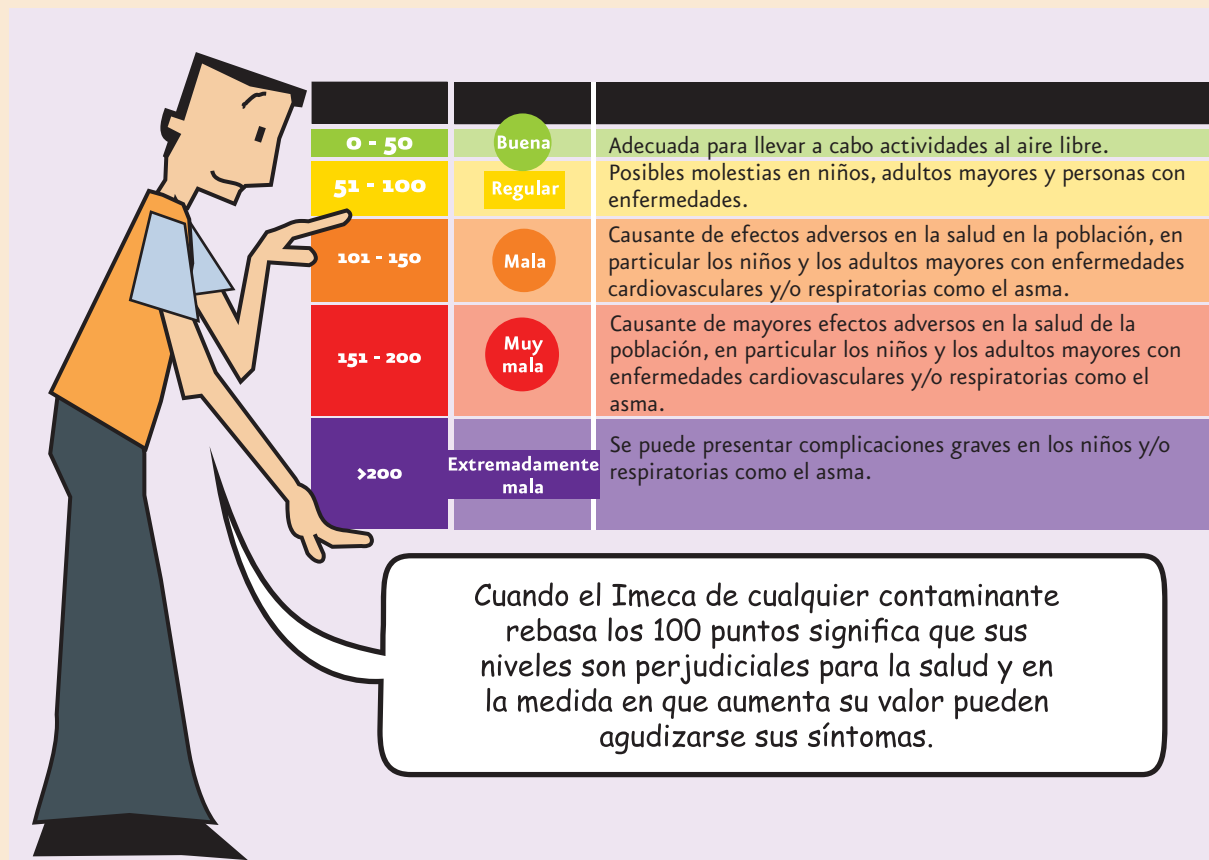 0 - 50
Buena
Adecuada para llevar a cabo actividades al aire libre.
51 - 100
Regular
Posibles molestias en niños, adultos mayores y personas con
enfermedades.
101 - 150
Mala
Causante de efectos adversos en la salud en la población, en
particular los niños y los adultos mayores con enfermedades
cardiovasculares y/o respiratorias como el asma.
151 - 200
Muy
mala
Causante de mayores efectos adversos en la salud de la
población, en particular los niños y los adultos mayores con
enfermedades cardiovasculares y/o respiratorias como el
asma.
>200
Extremadamente
mala
Se puede presentar complicaciones graves en los niños y/o
respiratorias como el asma.
Cuando el Imeca de cualquier contaminante
rebasa los 100 puntos significa que sus
niveles son perjudiciales para la salud y en
la medida en que aumenta su valor pueden
agudizarse sus síntomas.